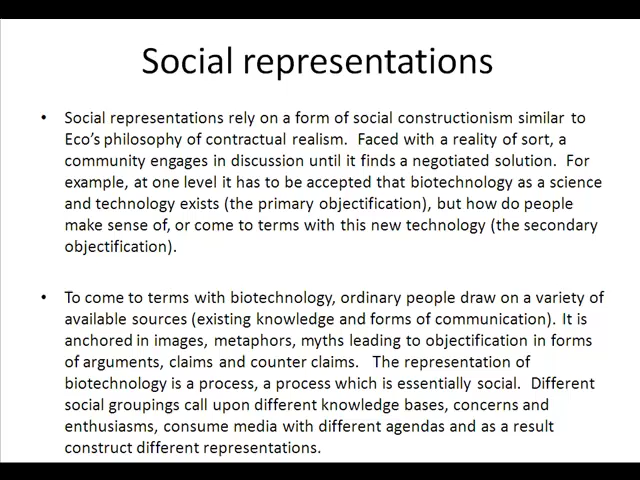 Social representations
• Social representations rely on a form of social constructionism similar to
Eco's philosophy of contractual realism.  Faced with a reality of sort, a
community engages in discussion until it finds a negotiated solution.  For
example, at one level it has to be accepted that biotechnology as a science
and technology exists (the primary objectification), but how do people
make sense of, or come to terms with this new technology (the secondary
objectification).
• To come to terms with biotechnology, ordinary people draw on a variety of
available sources (existing knowledge and forms of communication). It is
anchored in images, metaphors, myths leading to objectification in forms
of arguments, claims and counter claims.   The representation of
biotechnology is a process, a process which is essentially social.  Different
social groupings call upon different knowledge bases, concerns and
enthusiasms, consume media with different agendas and as a result
construct different representations.